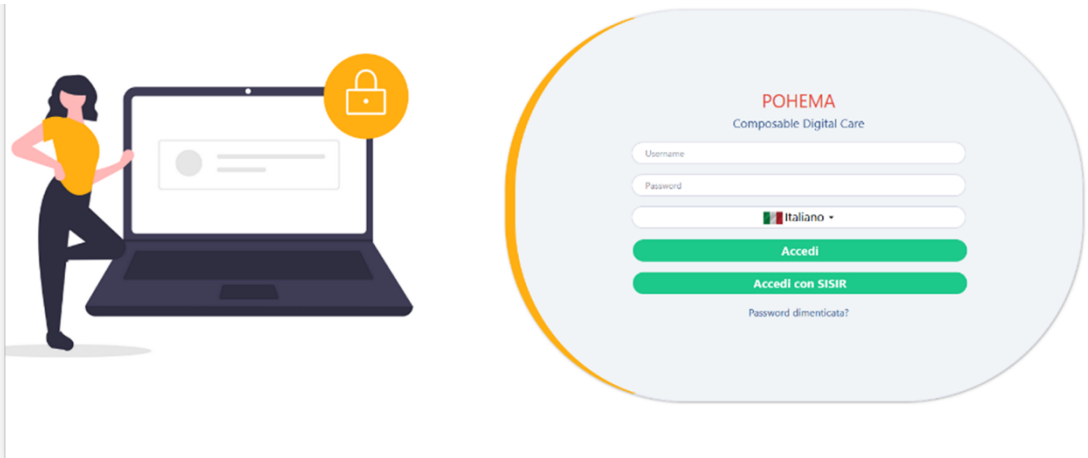 POHEMA
Composable Digital Care
Username
Password
Italiano
Accedi
Accedi con SISIR
Password dimenticata?